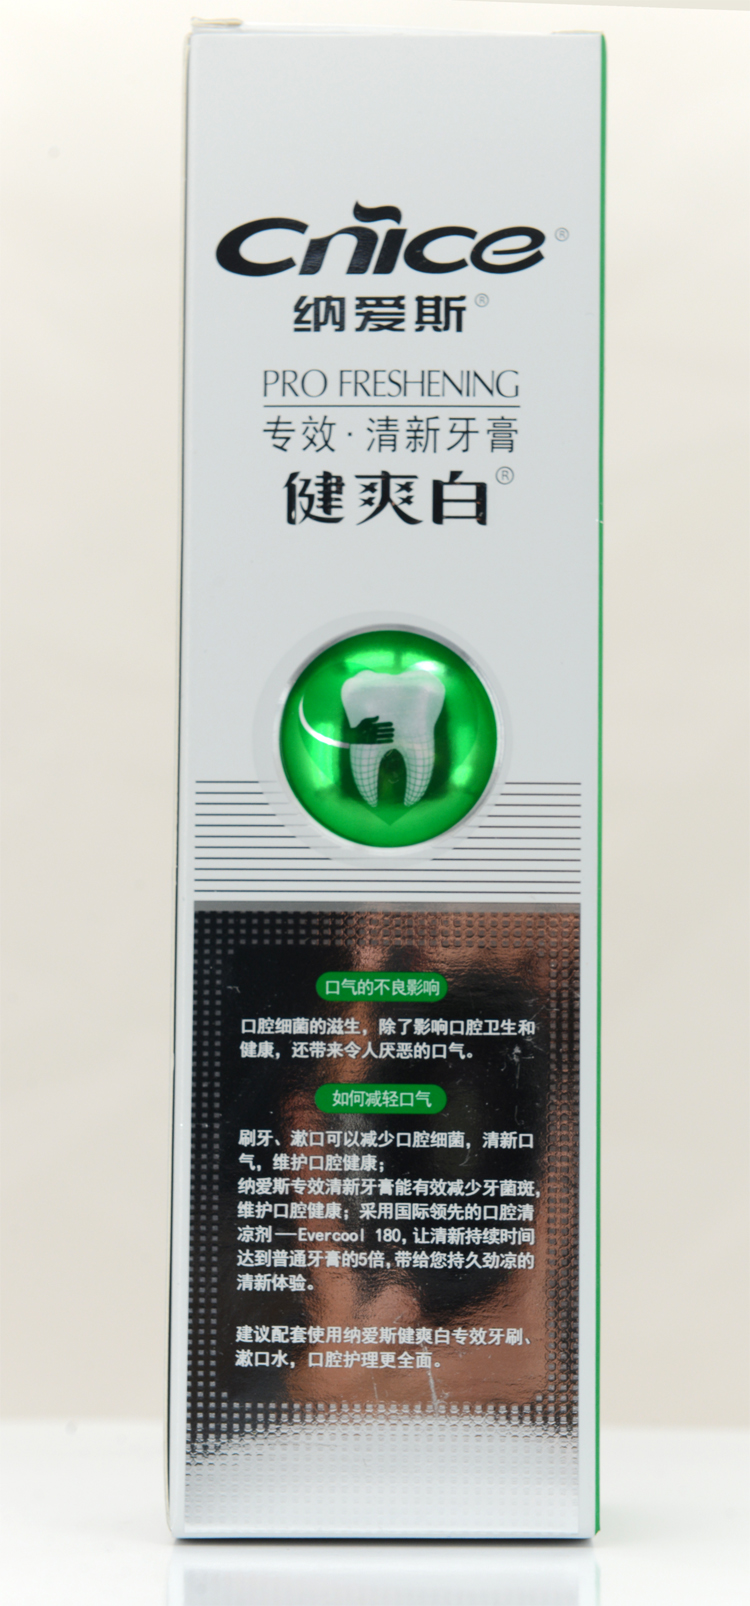 Cnice®
纳爱斯®
PRO FRESHENING
专效·清新牙膏
健爽白®
口气的不良影响
口腔细菌的滋生，除了影响口腔卫生和
健康，还带来令人厌恶的口气。
如何减轻口气
刷牙、漱口可以减少口腔细菌，清新口
气，维护口腔健康；
纳爱斯专效清新牙膏能有效减少牙菌斑，
维护口腔健康；采用国际领先的口腔清
凉剂—Evercool 180，让清新持续时间
达到普通牙膏的5倍，带给您持久劲凉的
清新体验。
建议配套使用纳爱斯健爽白专效牙刷、
漱口水，口腔护理更全面。